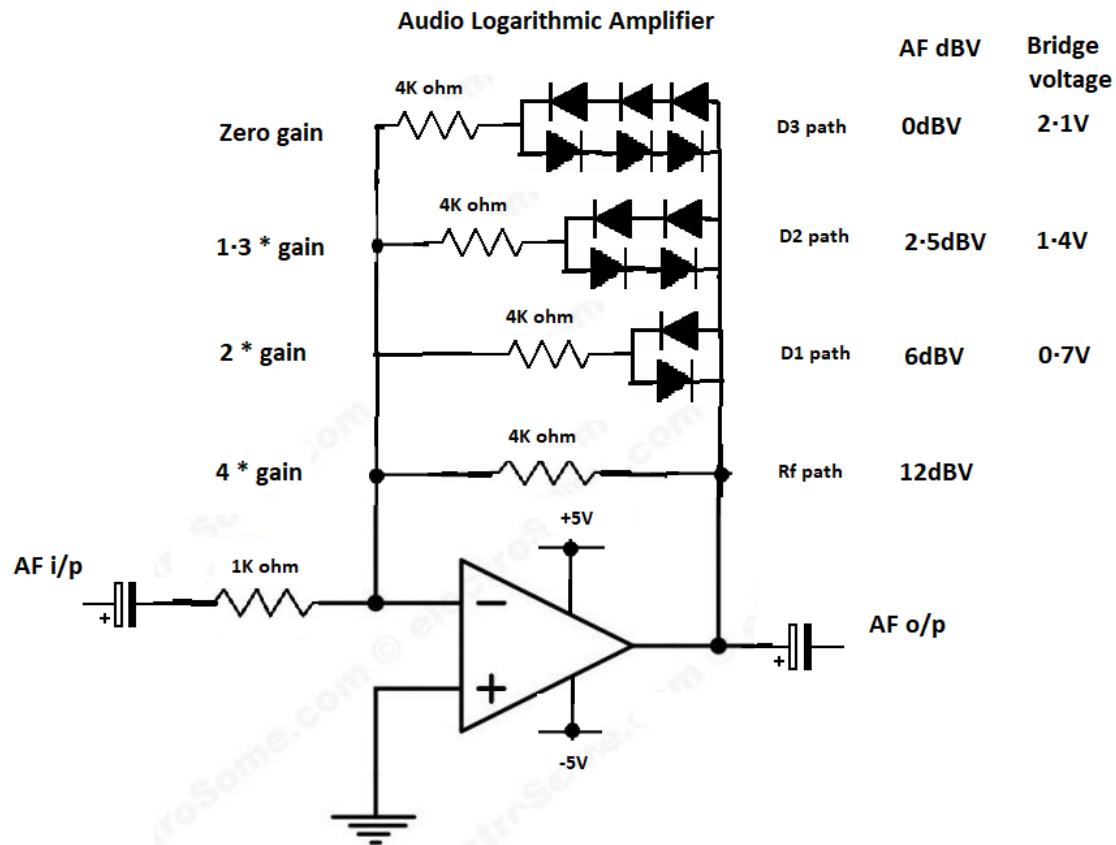 Audio Logarithmic Amplifier
AF dBV
Bridge voltage
4K ohm
Zero gain
D3 path
0dBV
2·1V
4K ohm
1·3 * gain
D2 path
2·5dBV
1·4V
4K ohm
2 * gain
D1 path
6dBV
0·7V
4K ohm
4 * gain
Rf path
12dBV
+5V
AF i/p
1K ohm
−
+
+
AF o/p
+
-5V